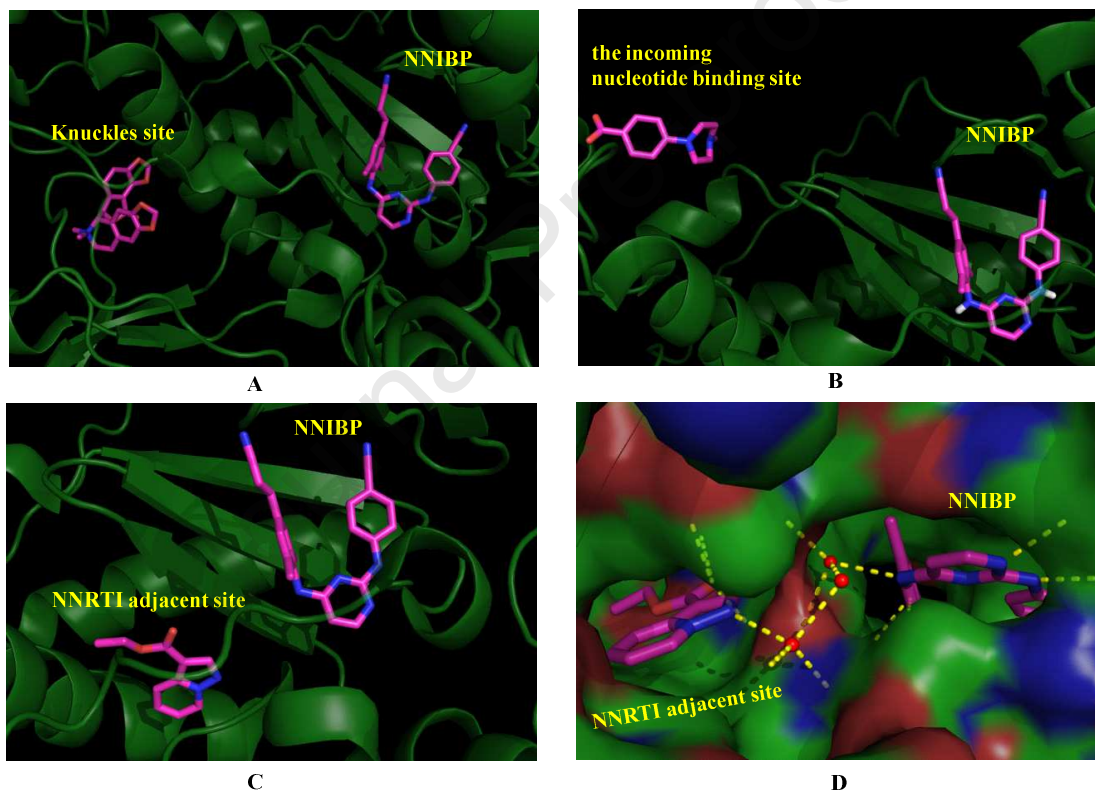 NNIBP
Knuckles site
A
the incoming
nucleotide binding site
NNIBP
B
NNIBP
NNRTI adjacent site
C
NNIBP
NNRTI adjacent site
D